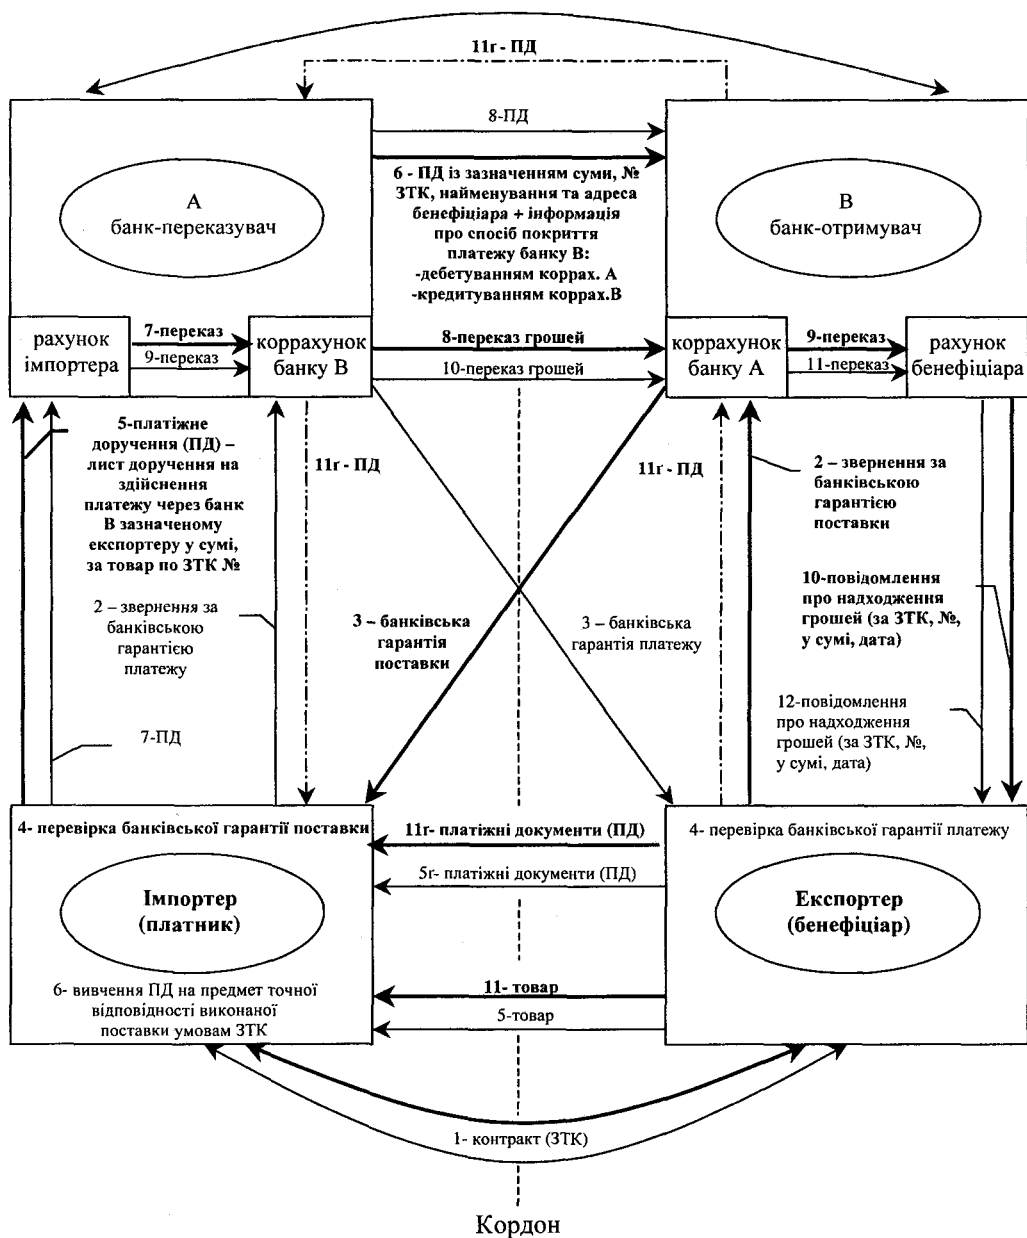 11г - ПД
8-ПД
6 - ПД із зазначенням суми, №
ЗТК, найменування та адреса
бенефіціара + інформація
про спосіб покриття
платежу банку В:
-дебетуванням коррах. А
-кредитуванням коррах.В
А
банк-переказувач
В
банк-отримувач
рахунок
імпортера
7-переказ
9-переказ
коррахунок
банку В
8-переказ грошей
10-переказ грошей
коррахунок
банку А
9-переказ
11-переказ
рахунок
бенефіціара
5-платіжне
доручення (ПД) –
лист доручення на
здійснення
платежу через банк
В зазначеному
експортеру у сумі,
за товар по ЗТК №
11г - ПД
11г - ПД
2 – звернення за
банківською
гарантією
поставки
2 – звернення за
банківською
гарантією
платежу
3 – банківська
гарантія
поставки
3 – банківська
гарантія платежу
10-повідомлення
про надходження
грошей (за ЗТК, №,
у сумі, дата)
12-повідомлення
про надходження
грошей (за ЗТК, №,
у сумі, дата)
7-ПД
4- перевірка банківської гарантії поставки
Імпортер
(платник)
6- вивчення ПД на предмет точної
відповідності виконаної
поставки умовам ЗТК
11г- платіжні документи (ПД)
5г- платіжні документи (ПД)
11- товар
5-товар
4- перевірка банківської гарантії платежу
Експортер
(бенефіціар)
1- контракт (ЗТК)
Кордон